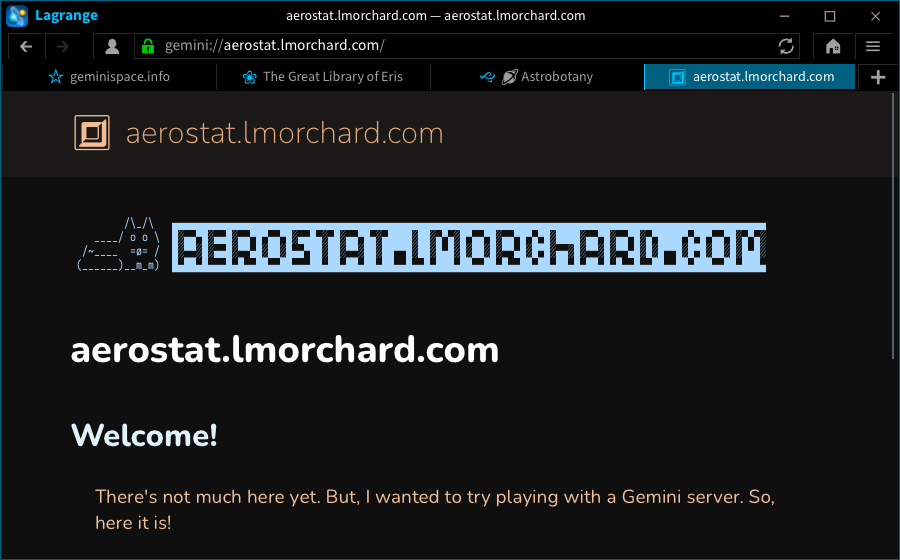 Lagrange
aerostat.lmorchard.com — aerostat.lmorchard.com
gemini://aerostat.lmorchard.com/
geminispace.info
The Great Library of Eris
Astrobotany
aerostat.lmorchard.com
aerostat.lmorchard.com
AEROSTAT.lMORChARD.COM
aerostat.lmorchard.com
Welcome!
There's not much here yet. But, I wanted to try playing with a Gemini server. So,
here it is!